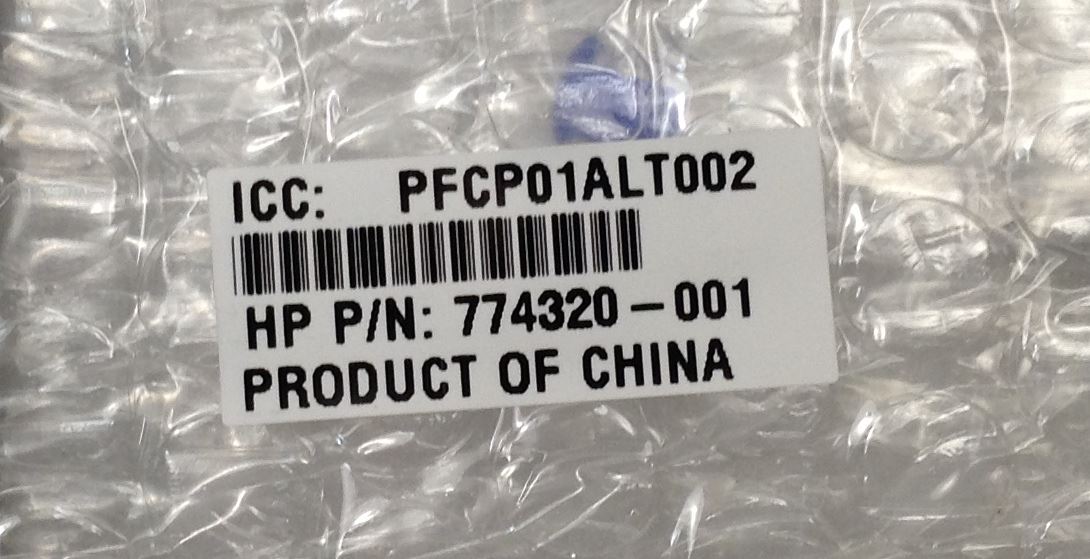 ICC: PFCP01ALT002
HP P/N: 774320-001
PRODUCT OF CHINA